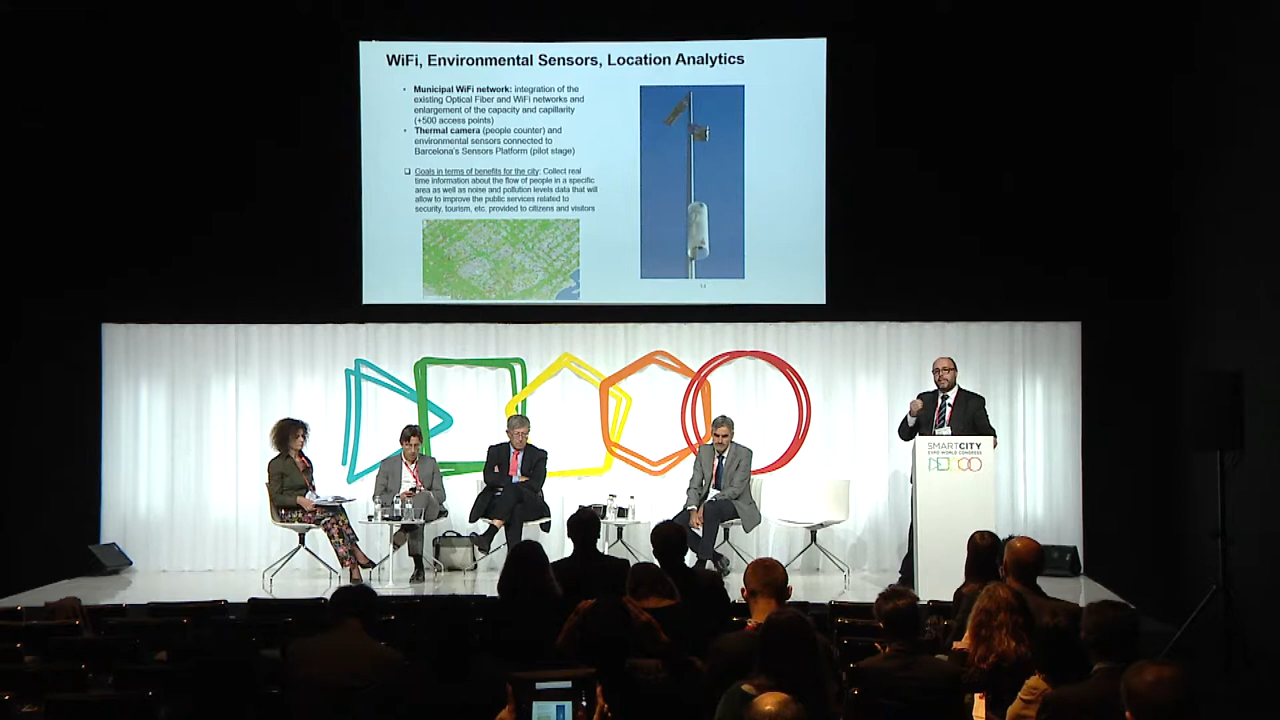 WiFi, Environmental Sensors, Location Analytics
• Municipal WiFi network: integration of the
existing Optical Fiber and WiFi networks and
enlargement of the capacity and capillarity
(+500 access points)
• Thermal camera (people counter) and
environmental sensors connected to
Barcelona's Sensors Platform (pilot stage)
❑ Goals in terms of benefits for the city: Collect real
time information about the flow of people in a specific
area as well as noise and pollution levels data that will
allow to improve the public services related to
security, tourism, etc. provided to citizens and visitors
SMARTCITY
EXPO WORLD CONGRESS